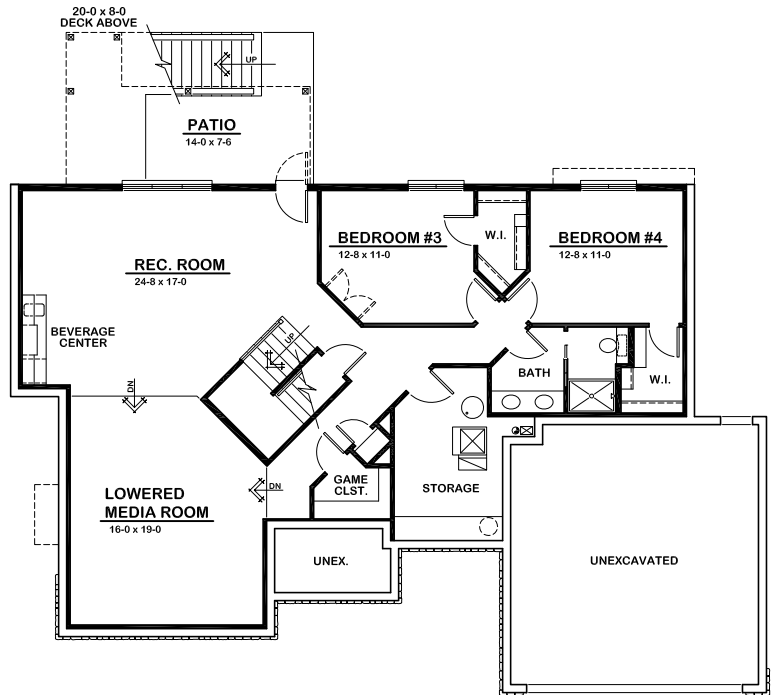 20-0 x 8-0
DECK ABOVE
UP
PATIO
14-0 x 7-6
BEDROOM #3
12-8 x 11-0
W.I.
BEDROOM #4
12-8 x 11-0
REC. ROOM
24-8 x 17-0
BEVERAGE
CENTER
UP
DN
BATH
W.I.
GAME
CLST.
STORAGE
DN
LOWERED
MEDIA ROOM
16-0 x 19-0
UNEX.
UNEXCAVATED